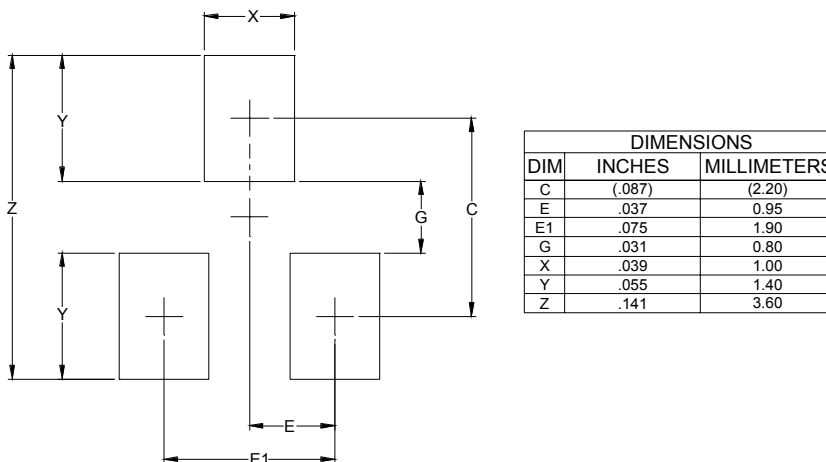 X
Y
Z
G
C
Y
E
E1
DIMENSIONS
DIM INCHES MILLIMETERS
C (.087) (2.20)
E .037 0.95
E1 .075 1.90
G .031 0.80
X .039 1.00
Y .055 1.40
Z .141 3.60